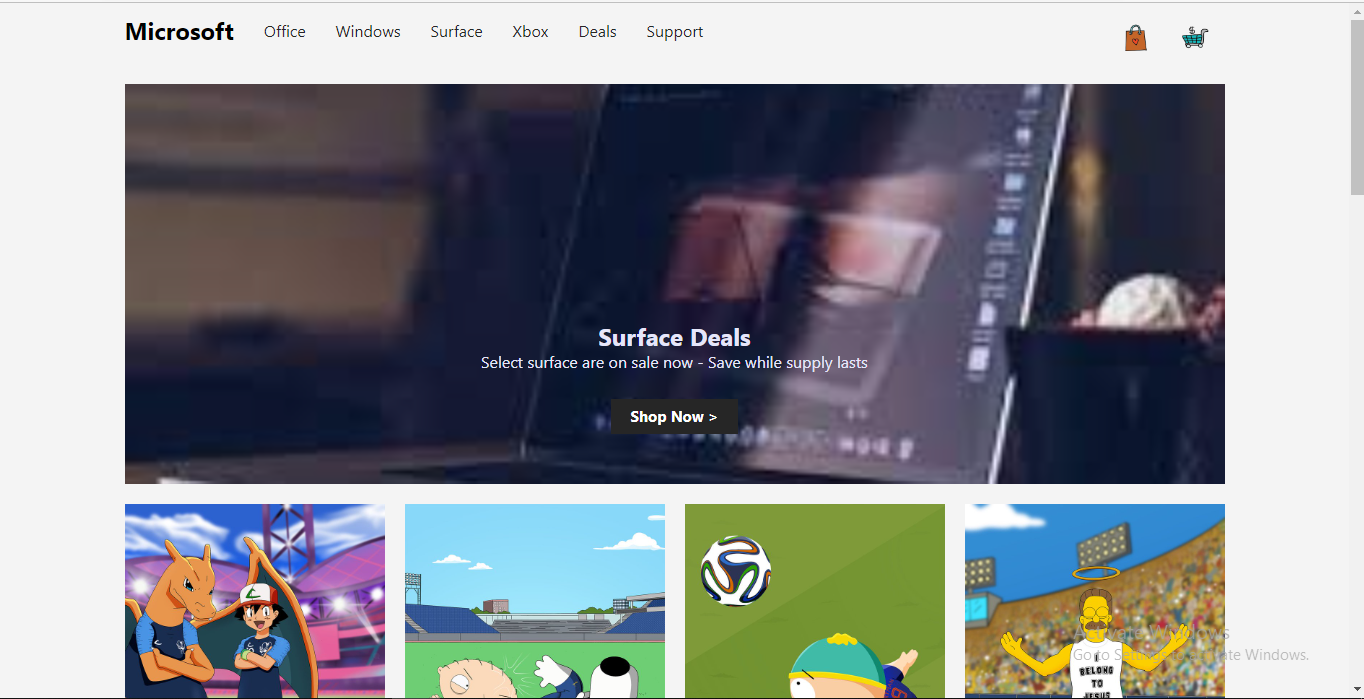 Microsoft Office Windows Surface Xbox Deals Support
Surface Deals
Select surface are on sale now - Save while supply lasts
Shop Now >
Activate Windows
Go to Settings to activate Windows.
I
BELONG
TO
JESUS